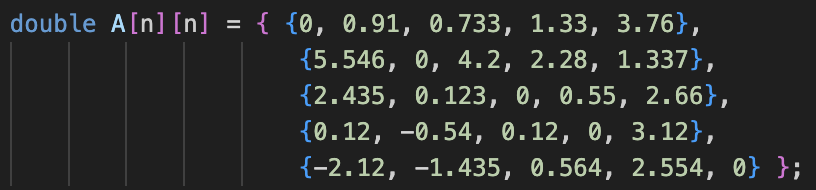 double A[n][n] = { {0, 0.91, 0.733, 1.33, 3.76},
{5.546, 0, 4.2, 2.28, 1.337},
{2.435, 0.123, 0, 0.55, 2.66},
{0.12, -0.54, 0.12, 0, 3.12},
{-2.12, -1.435, 0.564, 2.554, 0} };